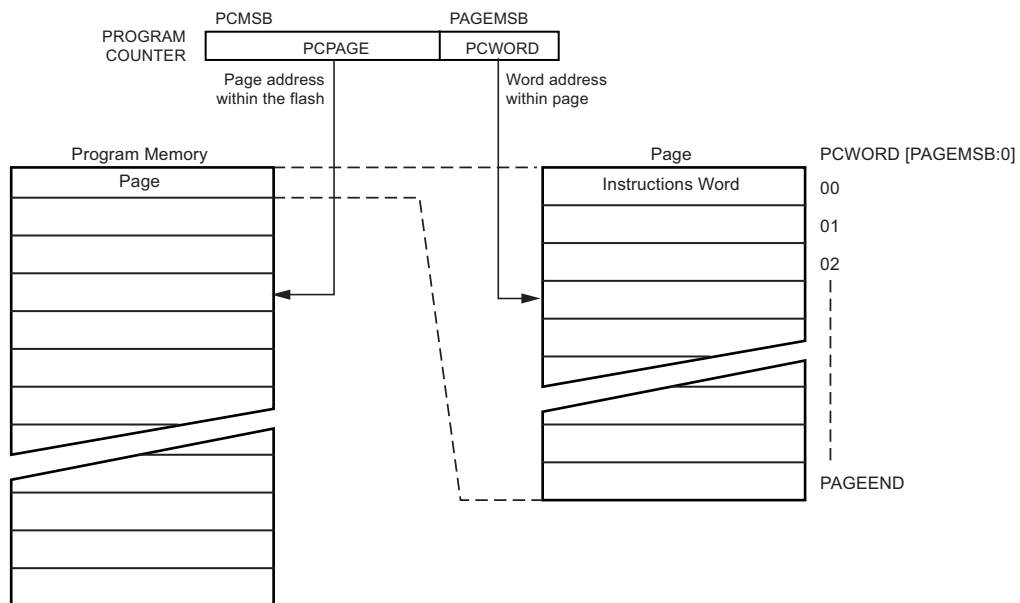 PCMSB
PAGEMSB
PROGRAM
COUNTER
PCPAGE
PCWORD
Page address
within the flash
Word address
within page
Program Memory
Page
Page
PCWORD [PAGEMSB:0]
Instructions Word
00
01
02
PAGEEND